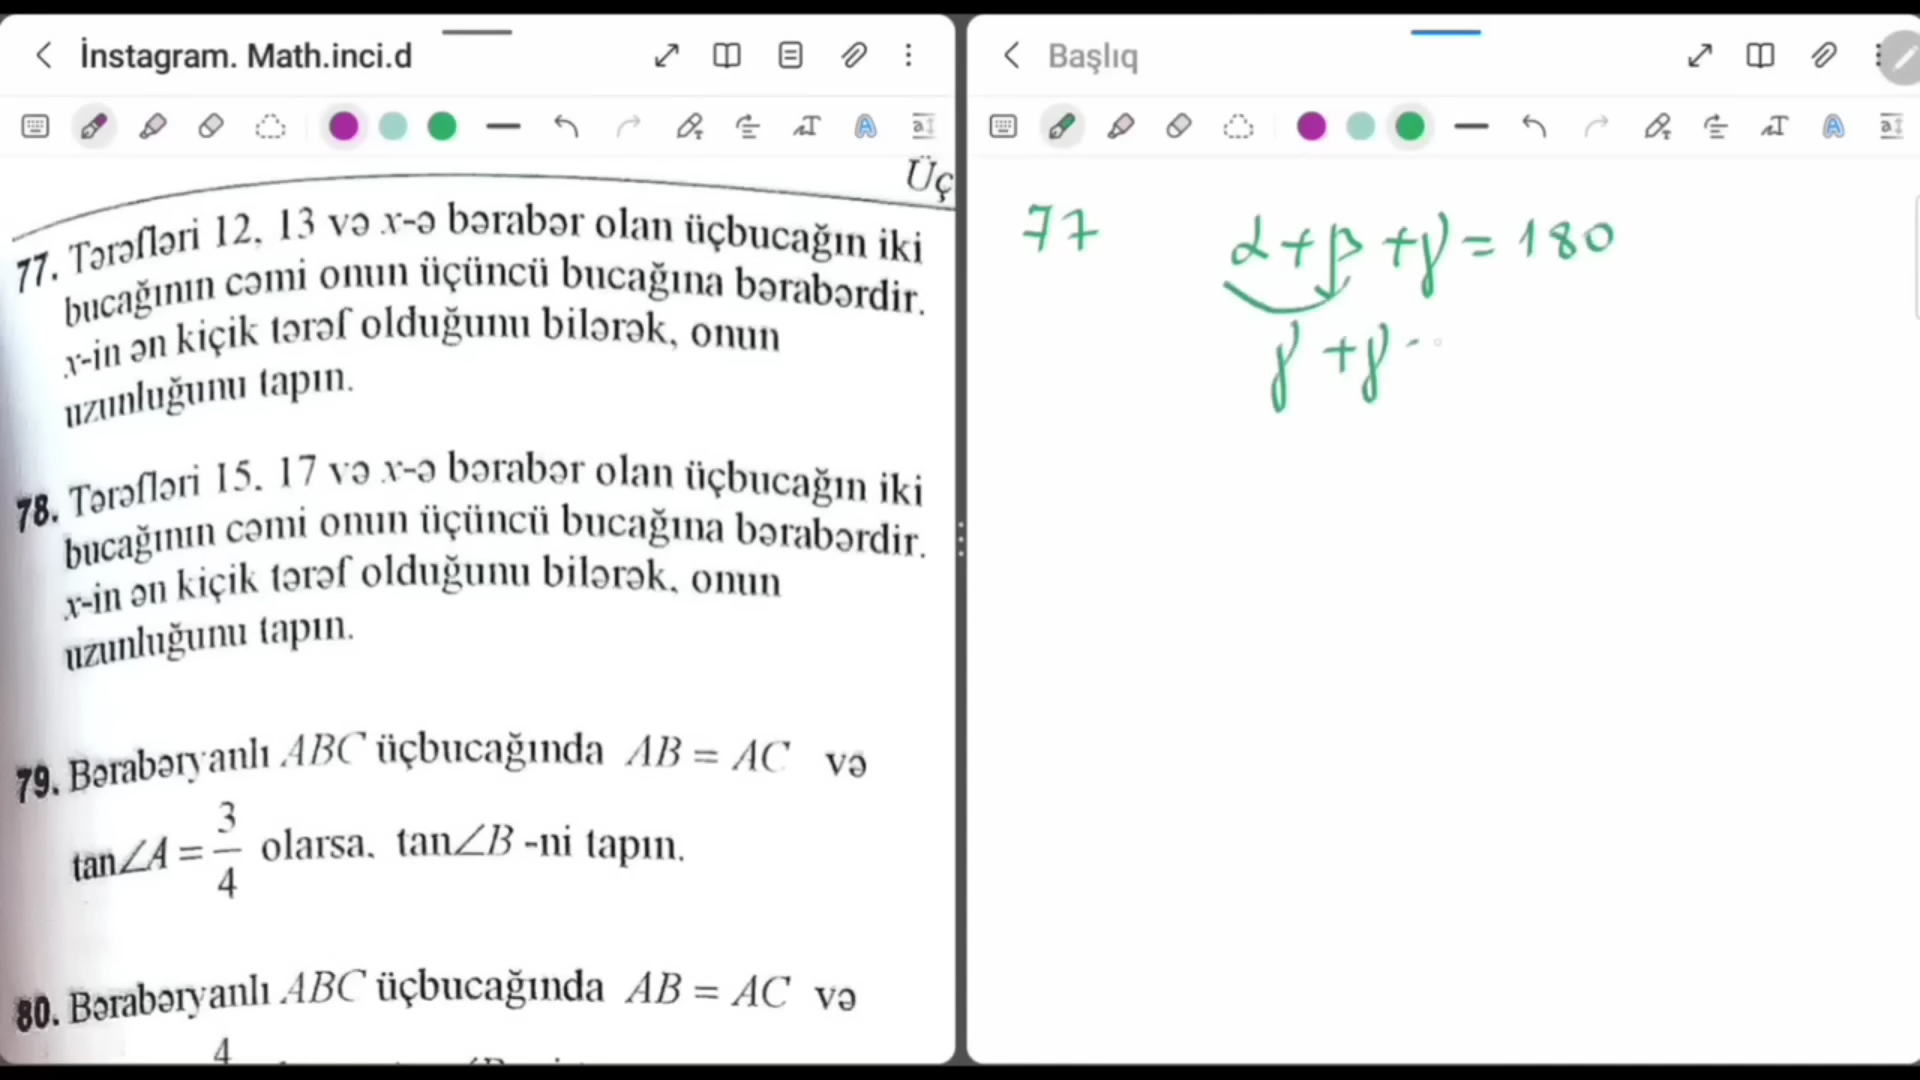 İnstagram. Math.inci.d
Üç
77. Tərəfləri 12, 13 və x-ə bərabər olan üçbucağın iki
bucağının cəmi onun üçüncü bucağına bərabərdir.
x-in ən kiçik tərəf olduğunu bilərək, onun
uzunluğunu tapın.
78. Tərəfləri 15, 17 və x-ə bərabər olan üçbucağın iki
bucağının cəmi onun üçüncü bucağına bərabərdir.
x-in ən kiçik tərəf olduğunu bilərək, onun
uzunluğunu tapın.
79. Bərabəryanlı ABC üçbucağında AB = AC və
tan∠A = 3/4 olarsa, tan∠B -ni tapın.
80. Bərabəryanlı ABC üçbucağında AB = AC və
4
Başlıq
77
α+β+γ=180
γ+γ